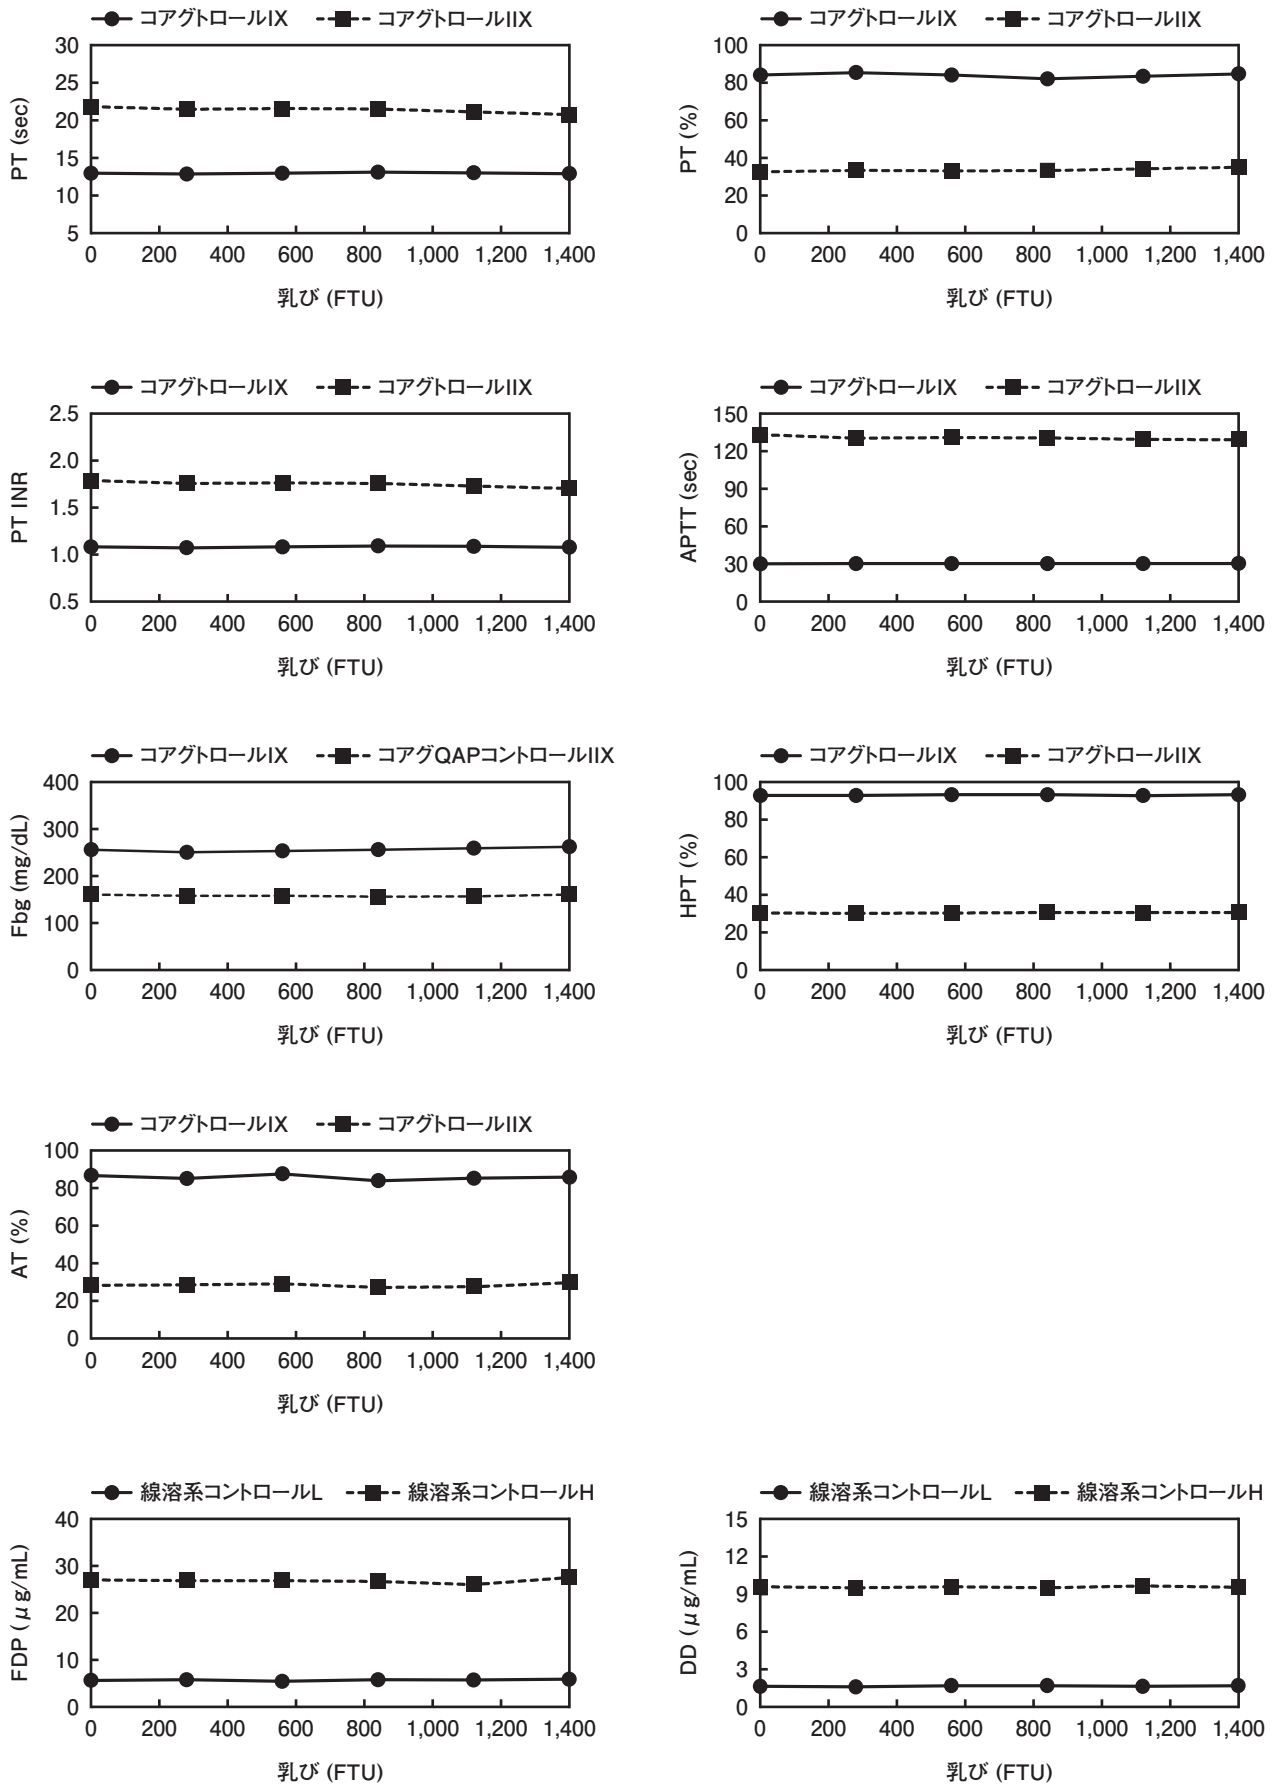 コアグトロールIX コアグトロールIIX
PT (sec)
30
25
20
15
10
5
0 200 400 600 800 1,000 1,200 1,400
乳び (FTU)
コアグトロールIX コアグトロールIIX
PT (%)
100
80
60
40
20
0
0 200 400 600 800 1,000 1,200 1,400
乳び (FTU)
コアグトロールIX コアグトロールIIX
PT INR
2.5
2.0
1.5
1.0
0.5
0 200 400 600 800 1,000 1,200 1,400
乳び (FTU)
コアグトロールIX コアグトロールIIX
APTT (sec)
150
120
90
60
30
0
0 200 400 600 800 1,000 1,200 1,400
乳び (FTU)
コアグトロールIX コアグQAPコントロールIIX
Fbg (mg/dL)
400
300
200
100
0
0 200 400 600 800 1,000 1,200 1,400
乳び (FTU)
コアグトロールIX コアグトロールIIX
HPT (%)
100
80
60
40
20
0
0 200 400 600 800 1,000 1,200 1,400
乳び (FTU)
コアグトロールIX コアグトロールIIX
AT (%)
100
80
60
40
20
0
0 200 400 600 800 1,000 1,200 1,400
乳び (FTU)
線溶系コントロールL 線溶系コントロールH
FDP (μg/mL)
40
30
20
10
0
0 200 400 600 800 1,000 1,200 1,400
乳び (FTU)
線溶系コントロールL 線溶系コントロールH
DD (μg/mL)
15
12
9
6
3
0
0 200 400 600 800 1,000 1,200 1,400
乳び (FTU)